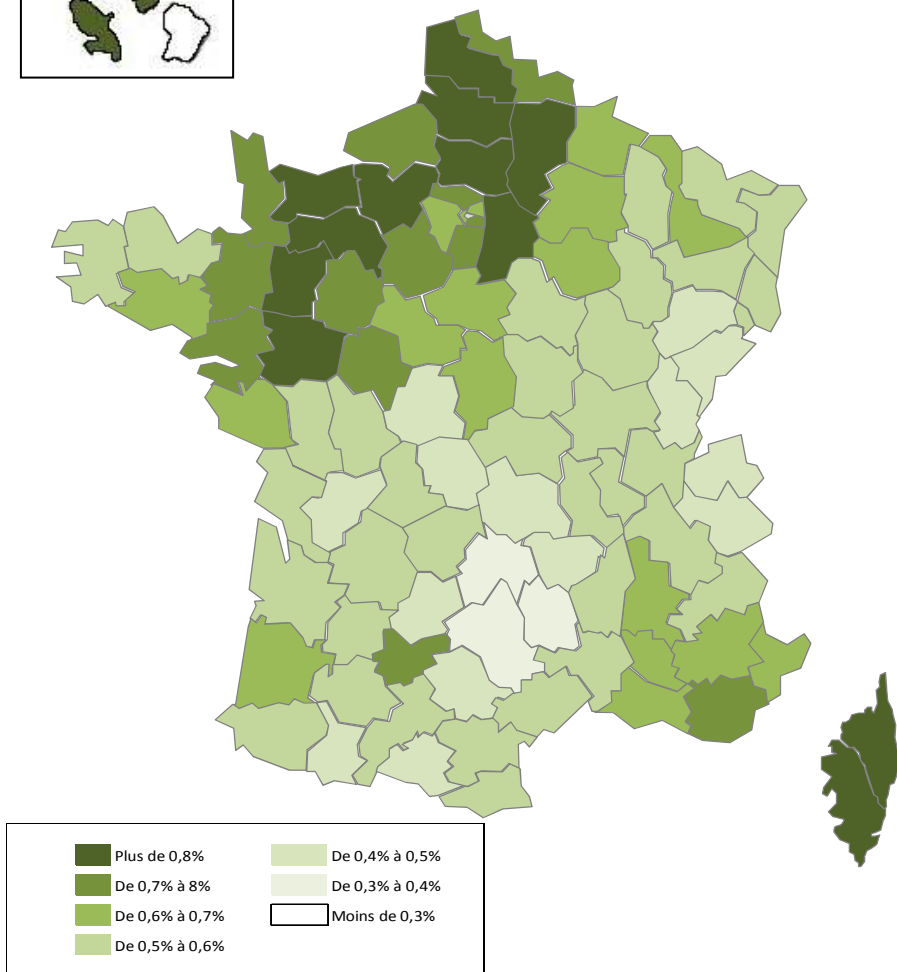 Plus de 0,8%
De 0,7% à 8%
De 0,6% à 0,7%
De 0,5% à 0,6%
De 0,4% à 0,5%
De 0,3% à 0,4%
Moins de 0,3%